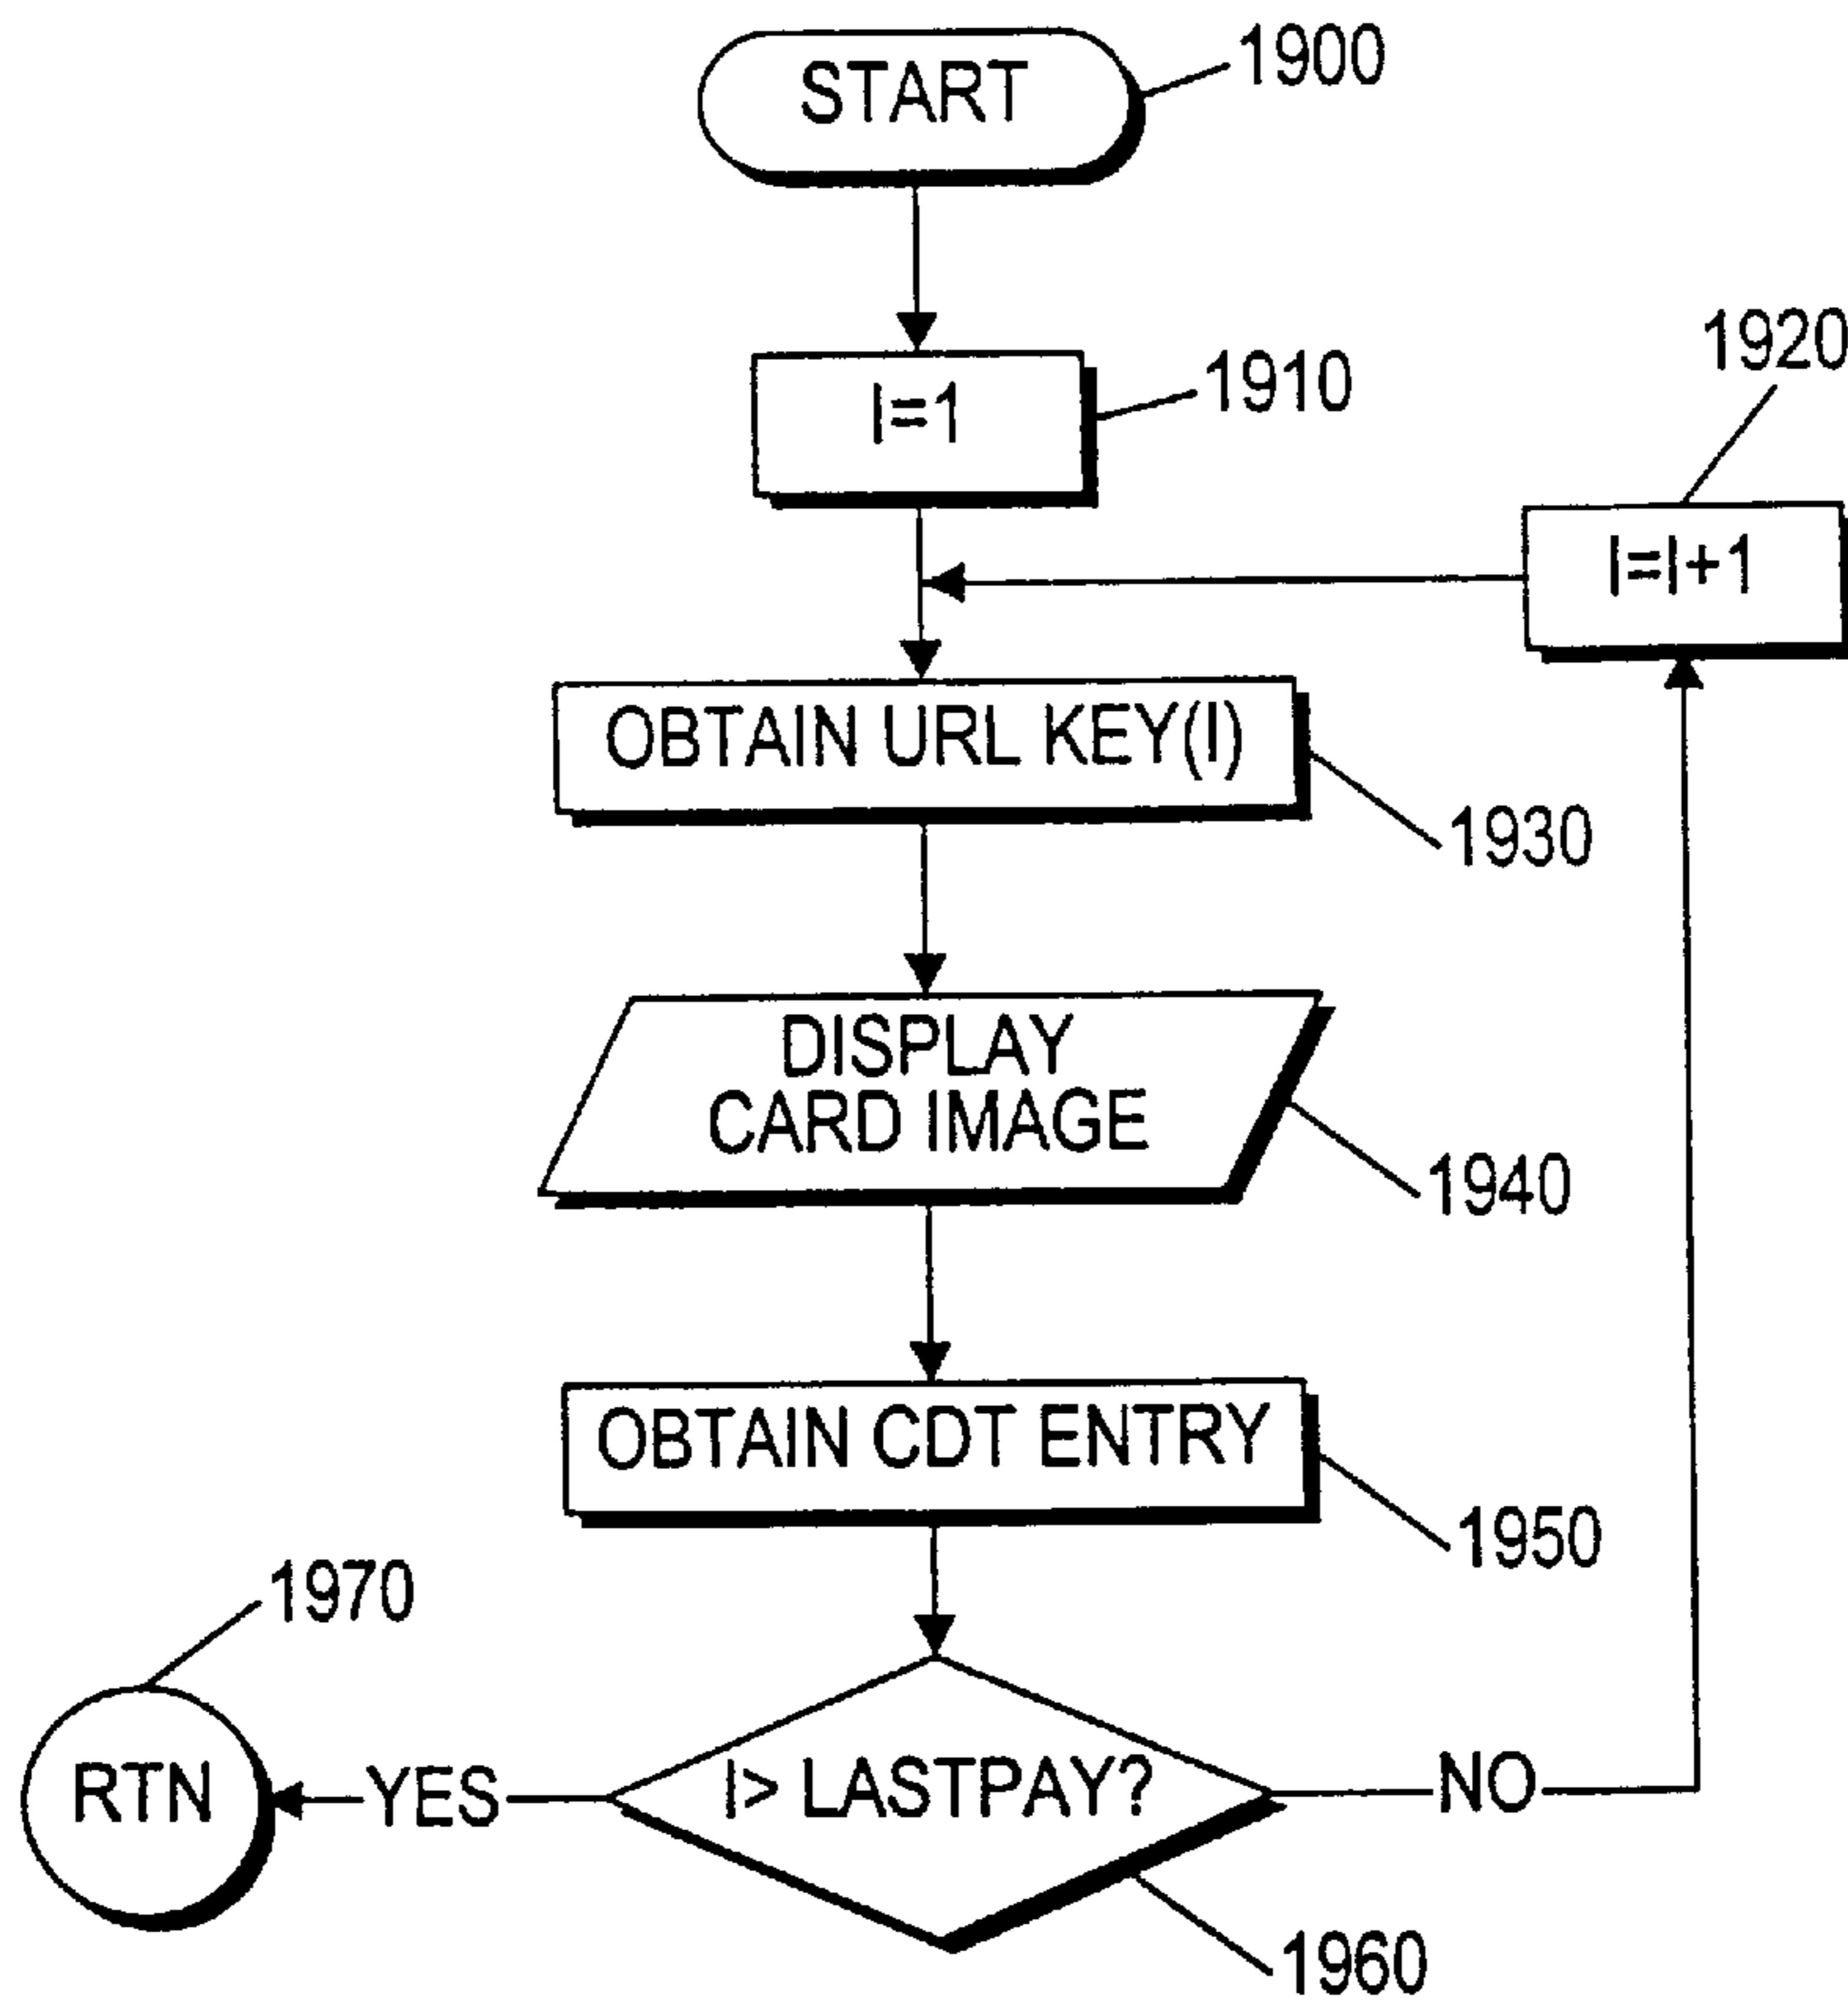 START
1900
I=1
1910
1920
I=I+1
OBTAIN URL KEY(I)
1930
DISPLAY
CARD IMAGE
1940
OBTAIN CDT ENTRY
1950
1970
RTN
YES
I> LASTPAY?
NO
1960